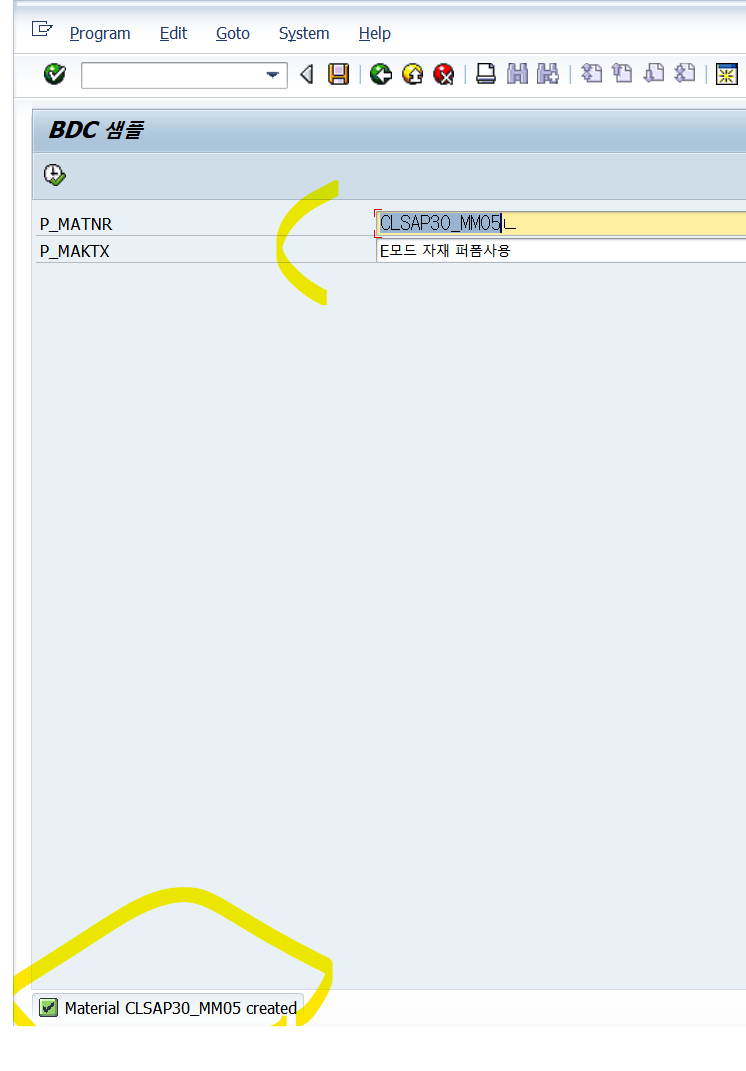 Program Edit Goto System Help
BDC 샘플
P_MATNR CLSAP30_MM05
P_MAKTX E모드 자재 퍼폼사용
Material CLSAP30_MM05 created